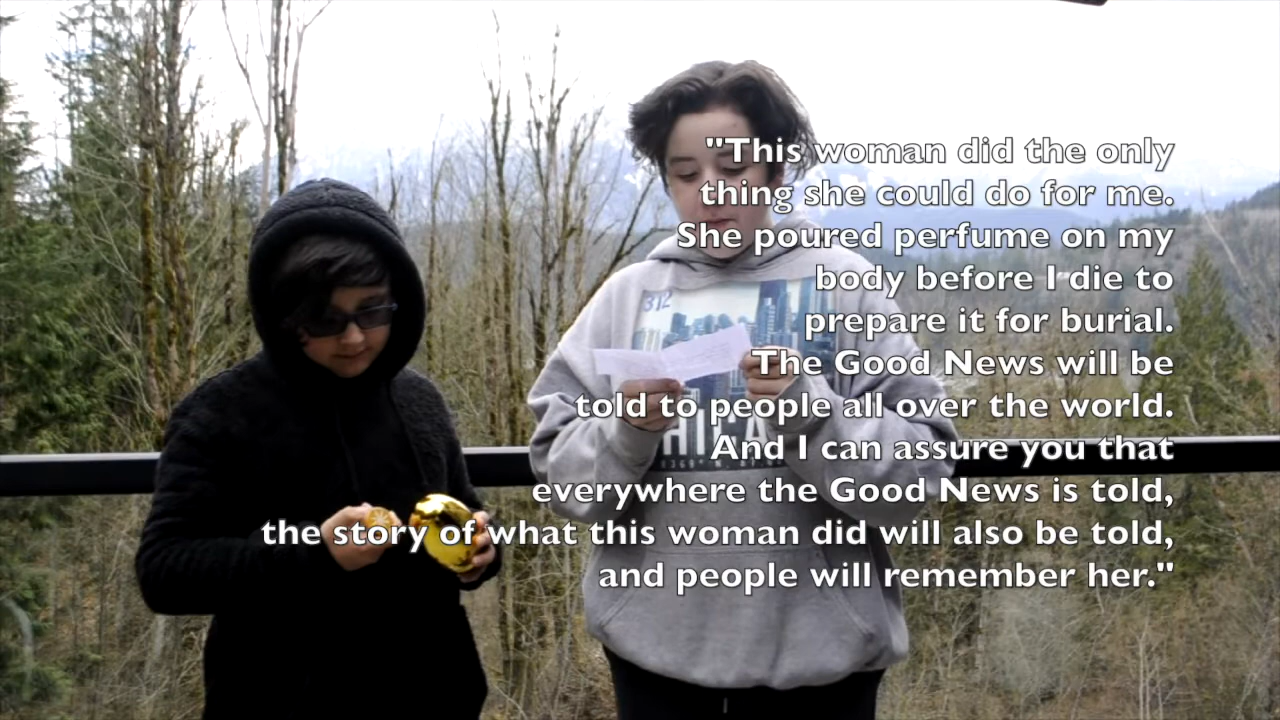 "This woman did the only
thing she could do for me.
She poured perfume on my
body before I die to
prepare it for burial.
The Good News will be
told to people all over the world.
And I can assure you that
everywhere the Good News is told,
the story of what this woman did will also be told,
and people will remember her."
312